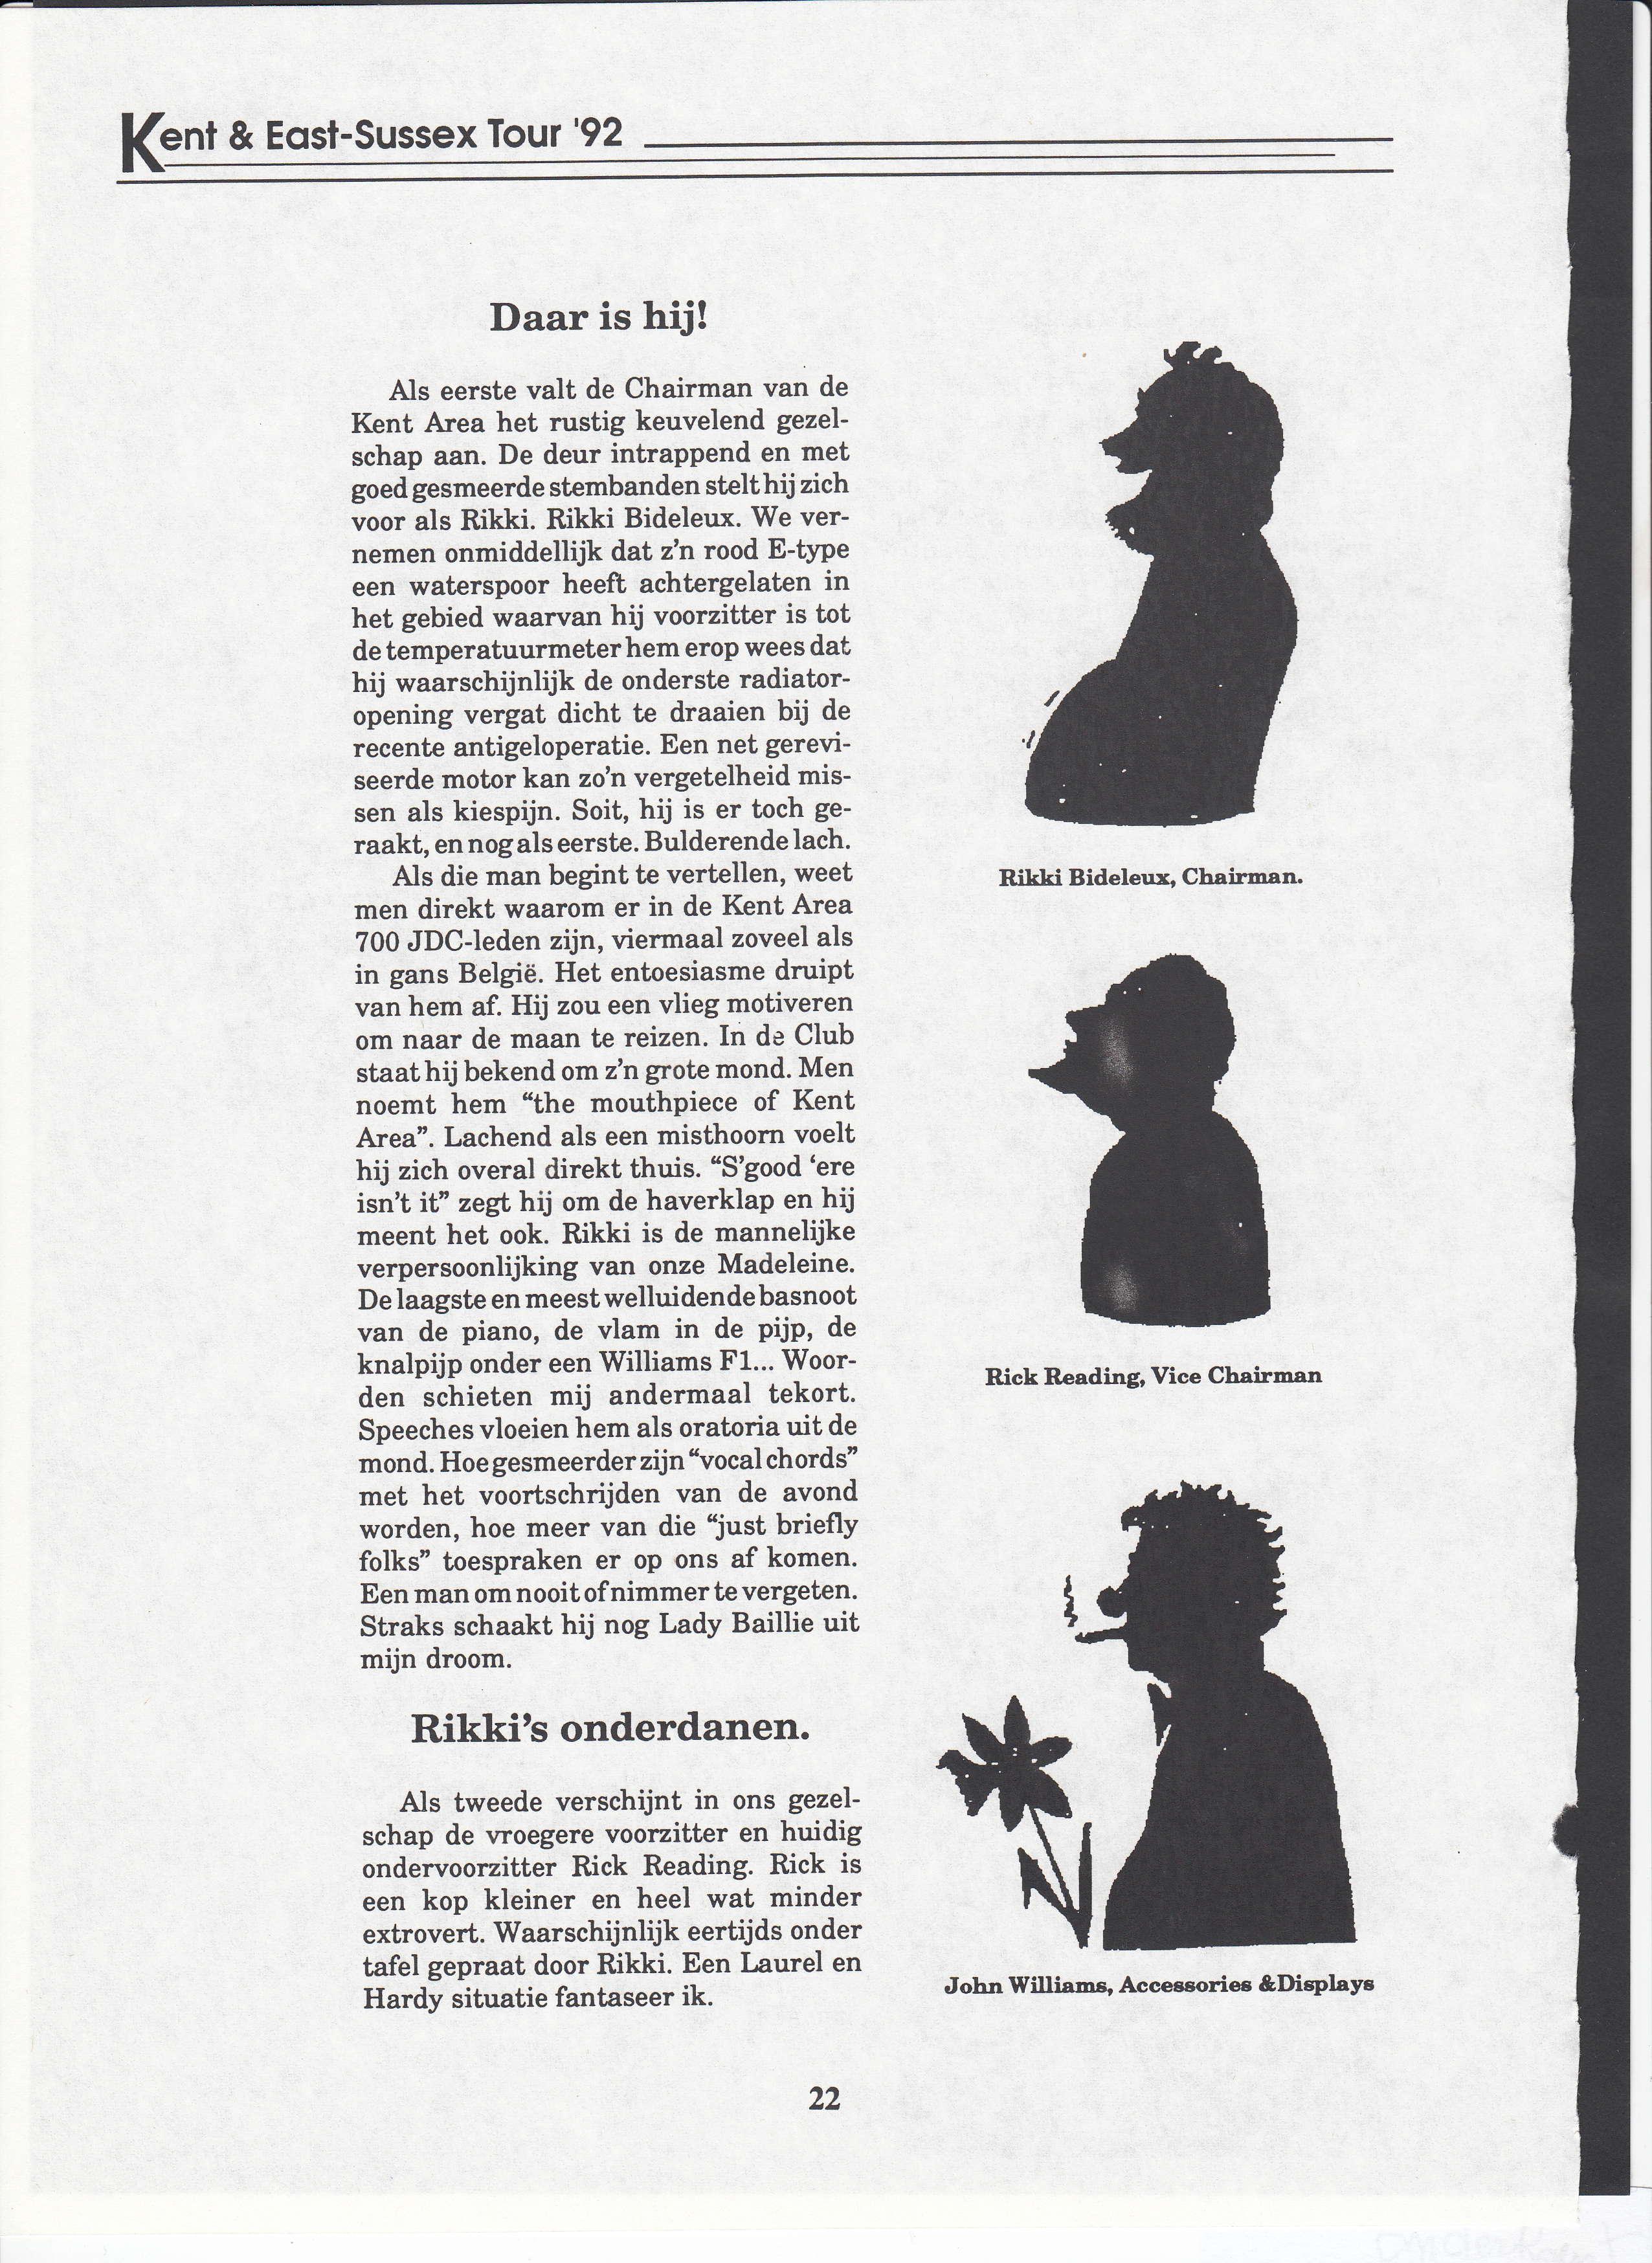 Kent & East-Sussex Tour '92
Daar is hij!
Als eerste valt de Chairman van de
Kent Area het rustig keuvelend gezel-
schap aan. De deur intrappend en met
goed gesmeerde stembanden stelt hij zich
voor als Rikki. Rikki Bideleux. We ver-
nemen onmiddellijk dat z'n rood E-type
een waterspoor heeft achtergelaten in
het gebied waarvan hij voorzitter is tot
de temperatuurmeter hem erop wees dat
hij waarschijnlijk de onderste radiator-
opening vergat dicht te draaien bij de
recente antigeloperatie. Een net gerevi-
seerde motor kan zo'n vergetelheid mis-
sen als kiespijn. Soit, hij is er toch ge-
raakt, en nog als eerste. Bulderende lach.
Als die man begint te vertellen, weet
men direkt waarom er in de Kent Area
700 JDC-leden zijn, viermaal zoveel als
in gans België. Het entoesiasme druipt
van hem af. Hij zou een vlieg motiveren
om naar de maan te reizen. In de Club
staat hij bekend om z'n grote mond. Men
noemt hem “the mouthpiece of Kent
Area”. Lachend als een misthoorn voelt
hij zich overal direkt thuis. “S'good ‘ere
isn't it” zegt hij om de haverklap en hij
meent het ook. Rikki is de mannelijke
verpersoonlijking van onze Madeleine.
De laagste en meest welluidende basnoot
van de piano, de vlam in de pijp, de
knalpijp onder een Williams F1... Woor-
den schieten mij andermaal tekort.
Speeches vloeien hem als oratoria uit de
mond. Hoe gesmeerder zijn “vocal chords”
met het voortschrijden van de avond
worden, hoe meer van die “just briefly
folks” toespraken er op ons af komen.
Een man om nooit of nimmer te vergeten.
Straks schaakt hij nog Lady Baillie uit
mijn droom.
Rikki's onderdanen.
Als tweede verschijnt in ons gezel-
schap de vroegere voorzitter en huidig
ondervoorzitter Rick Reading. Rick is
een kop kleiner en heel wat minder
extrovert. Waarschijnlijk eertijds onder
tafel gepraat door Rikki. Een Laurel en
Hardy situatie fantaseer ik.
Rikki Bideleux, Chairman.
Rick Reading, Vice Chairman
John Williams, Accessories &Displays
22